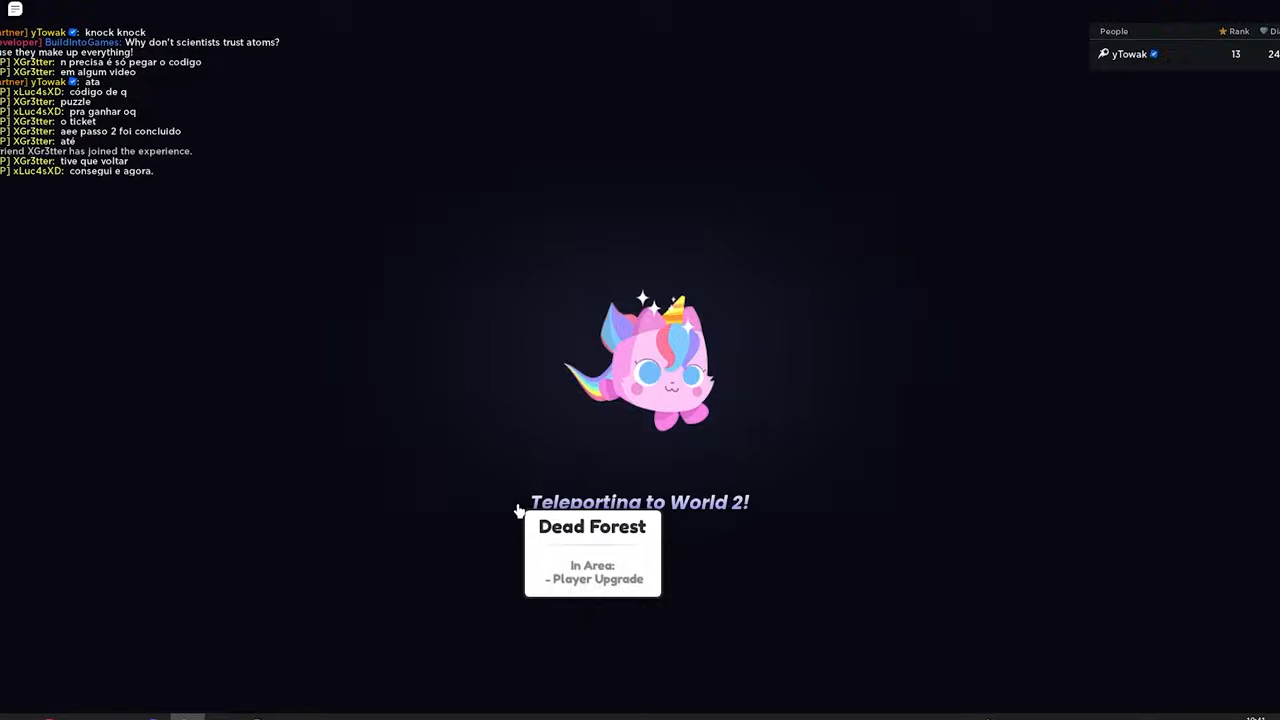 artner] yTowak: knock knock
eveloper] BuildIntoGames: Why don't scientists trust atoms?
use they make up everything!
P] XGr3tter: n precisa é só pegar o codigo
P] XGr3tter: em algum video
artner] yTowak: ata
P] xLuc4sXD: código de q
P] XGr3tter: puzzle
P] xLuc4sXD: pra ganhar oq
P] XGr3tter: o ticket
P] XGr3tter: aee passo 2 foi concluido
P] XGr3tter: até
riend XGr3tter has joined the experience.
P] XGr3tter: tive que voltar
P] xLuc4sXD: consegui e agora.
People Rank Di
yTowak 13 24
Teleporting to World 2!
Dead Forest
In Area:
- Player Upgrade